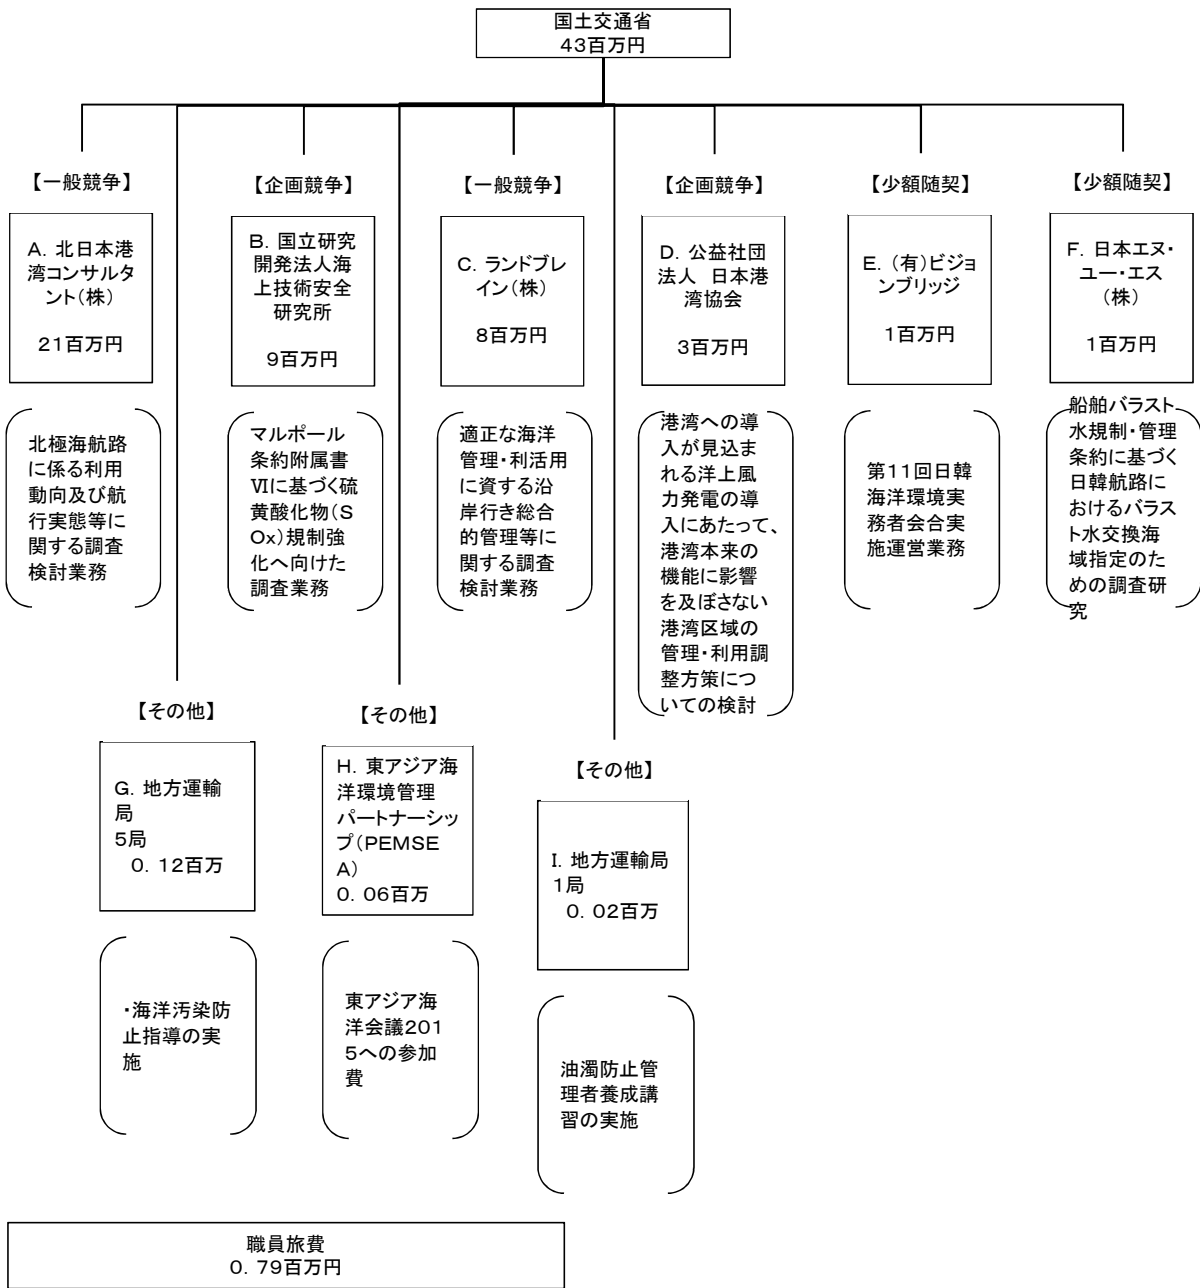 国土交通省
43百万円
【一般競争】
A. 北日本港
湾コンサルタ
ント(株)
21百万円
北極海航路
に係る利用
動向及び航
行実態等に
関する調査
検討業務
【企画競争】
B. 国立研究
開発法人海
上技術安全
研究所
9百万円
マルポール
条約附属書
Ⅵに基づく硫
黄酸化物(S
Ox)規制強
化へ向けた
調査業務
【一般競争】
C. ランドブレ
イン(株)
8百万円
適正な海洋
管理・利活用
に資する沿
岸行き総合
的管理等に
関する調査
検討業務
【企画競争】
D. 公益社団
法人 日本港
湾協会
3百万円
港湾への導
入が見込ま
れる洋上風
力発電の導
入にあたって、
港湾本来の
機能に影響
を及ぼさない
港湾区域の
管理・利用調
整方策につ
いての検討
【少額随契】
E. (有)ビジョ
ンブリッジ
1百万円
第11回日韓
海洋環境実
務者会合実
施運営業務
【少額随契】
F. 日本エヌ・
ユー・エス
(株)
1百万円
船舶バラスト
水規制・管理
条約に基づく
日韓航路に
おけるバラス
ト水交換海
域指定のた
めの調査研
究
【その他】
G. 地方運輸
局
5局
0. 12百万
・海洋汚染防
止指導の実
施
【その他】
H. 東アジア海
洋環境管理
パートナーシッ
プ(PEMSE
A)
0. 06百万
東アジア海
洋会議201
5への参加
費
【その他】
I. 地方運輸局
1局
0. 02百万
油濁防止管
理者養成講
習の実施
職員旅費
0. 79百万円